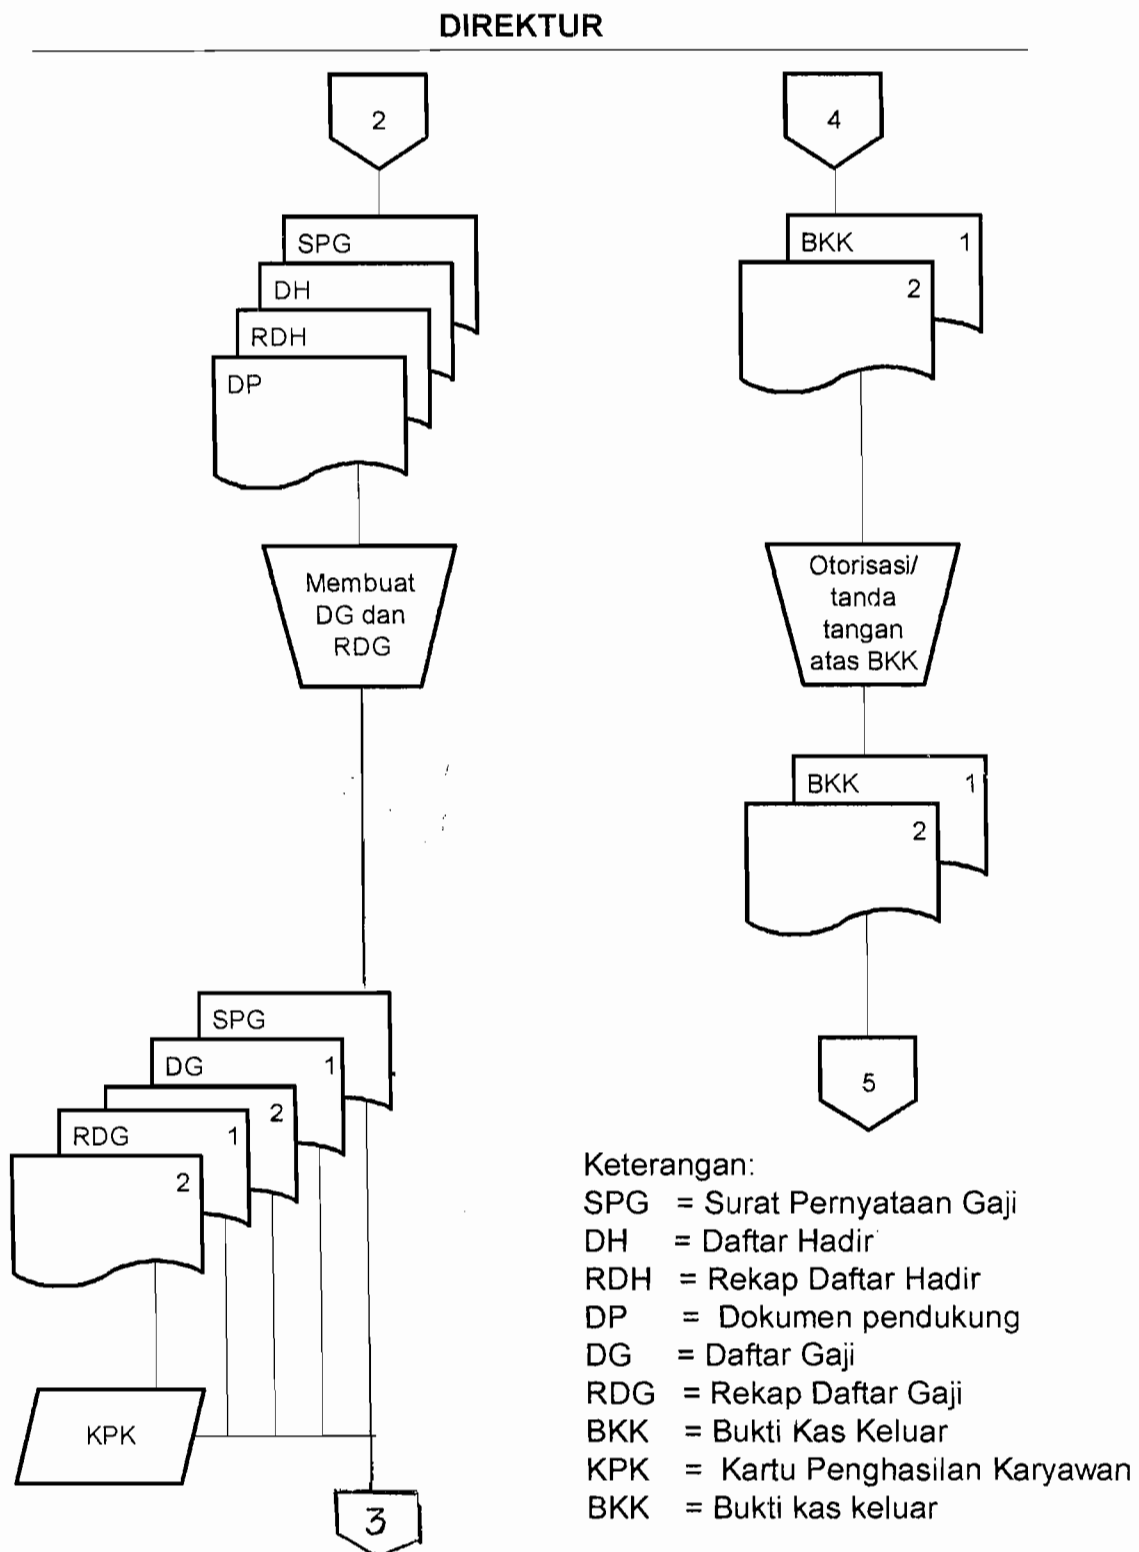 DIREKTUR
2
SPG
DH
RDH
DP
Membuat
DG dan
RDG
SPG
DG 1
2
RDG 1
2
KPK
3
4
BKK 1
2
Otorisasi/
tanda
tangan
atas BKK
BKK 1
2
5
Keterangan:
SPG = Surat Pernyataan Gaji
DH = Daftar Hadir
RDH = Rekap Daftar Hadir
DP = Dokumen pendukung
DG = Daftar Gaji
RDG = Rekap Daftar Gaji
BKK = Bukti Kas Keluar
KPK = Kartu Penghasilan Karyawan
BKK = Bukti kas keluar